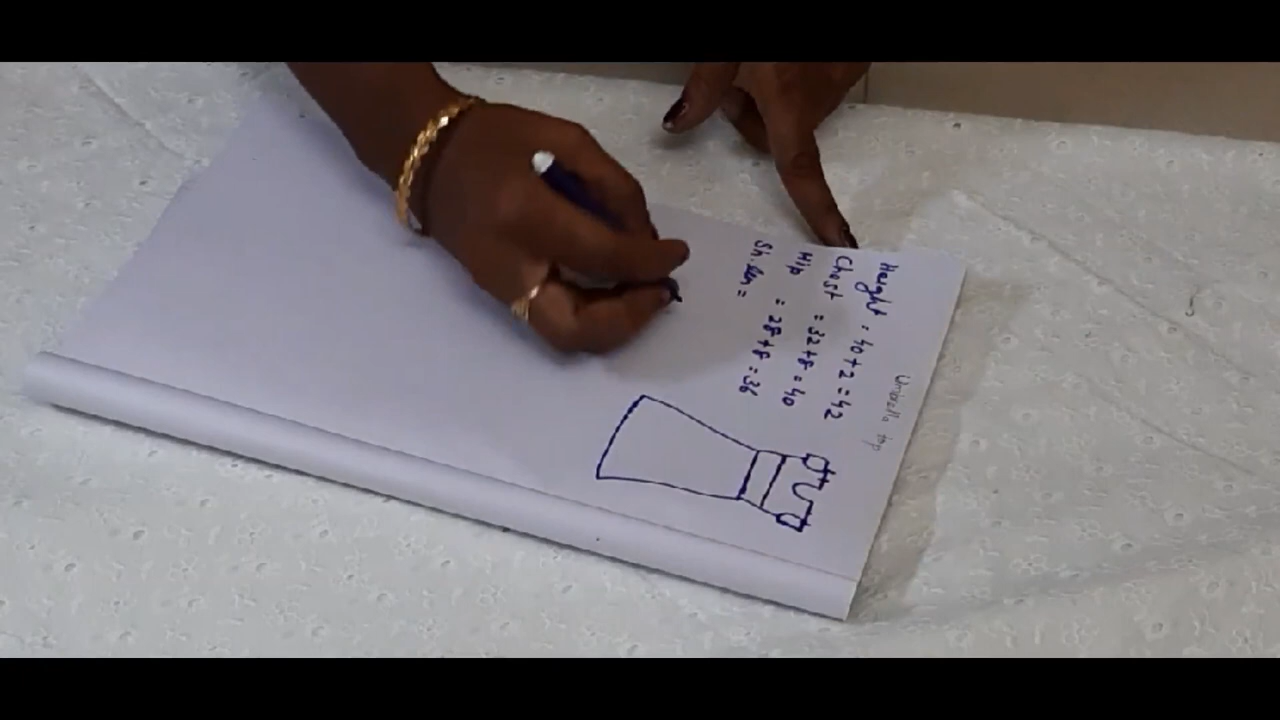 Umbrella top
Height = 40+2 = 42
Chest = 32+8 = 40
Hip = 28+8 = 36
Sh. len =